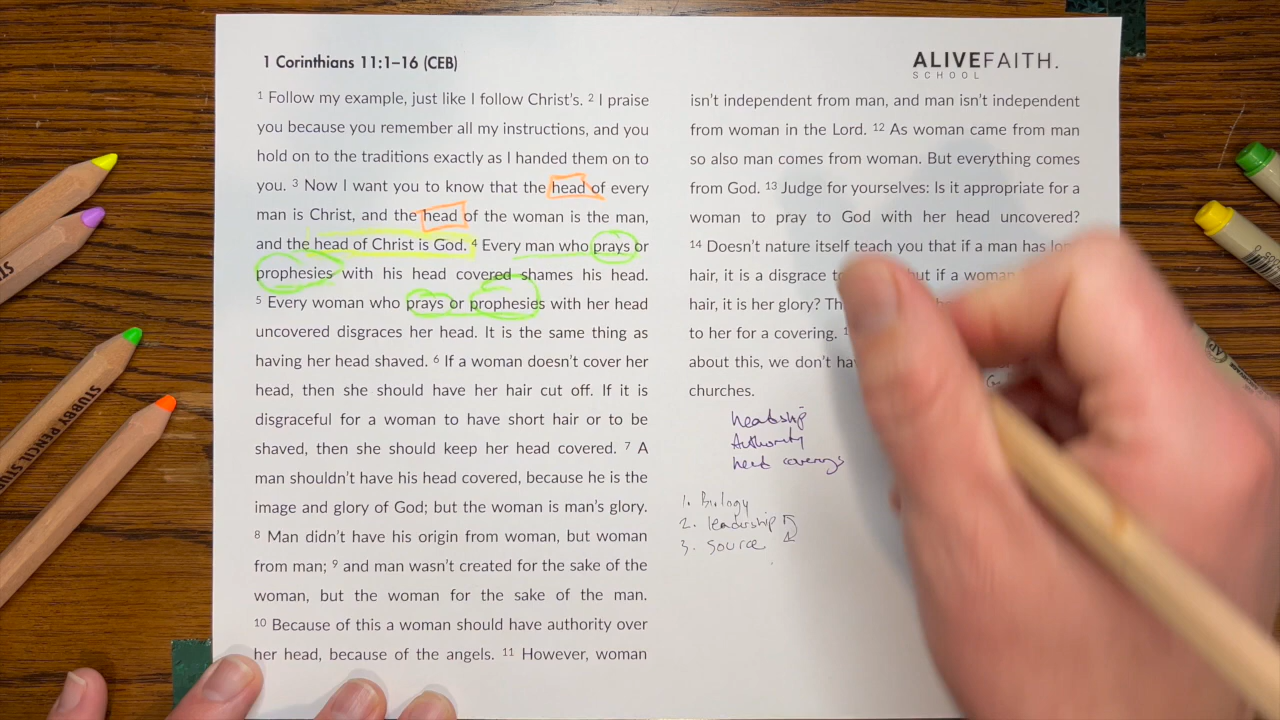 1 Corinthians 11:1–16 (CEB)
ALIVEFAITH.
SCHOOL
1 Follow my example, just like I follow Christ's. 2 I praise
you because you remember all my instructions, and you
hold on to the traditions exactly as I handed them on to
you. 3 Now I want you to know that the head of every
man is Christ, and the head of the woman is the man,
and the head of Christ is God. 4 Every man who prays or
prophesies with his head covered shames his head.
5 Every woman who prays or prophesies with her head
uncovered disgraces her head. It is the same thing as
having her head shaved. 6 If a woman doesn't cover her
head, then she should have her hair cut off. If it is
disgraceful for a woman to have short hair or to be
shaved, then she should keep her head covered. 7 A
man shouldn't have his head covered, because he is the
image and glory of God; but the woman is man's glory.
8 Man didn't have his origin from woman, but woman
from man; 9 and man wasn't created for the sake of the
woman, but the woman for the sake of the man.
10 Because of this a woman should have authority over
her head, because of the angels. 11 However, woman
isn't independent from man, and man isn't independent
from woman in the Lord. 12 As woman came from man
so also man comes from woman. But everything comes
from God. 13 Judge for yourselves: Is it appropriate for a
woman to pray to God with her head uncovered?
14 Doesn't nature itself teach you that if a man has
hair, it is a disgrace but if a
hair, it is her glory?
to her for a covering.
about this, we don't
churches.
headship
Authority
head coverings
1. Biology
2. leadership
3. source
STUBBY PENCIL